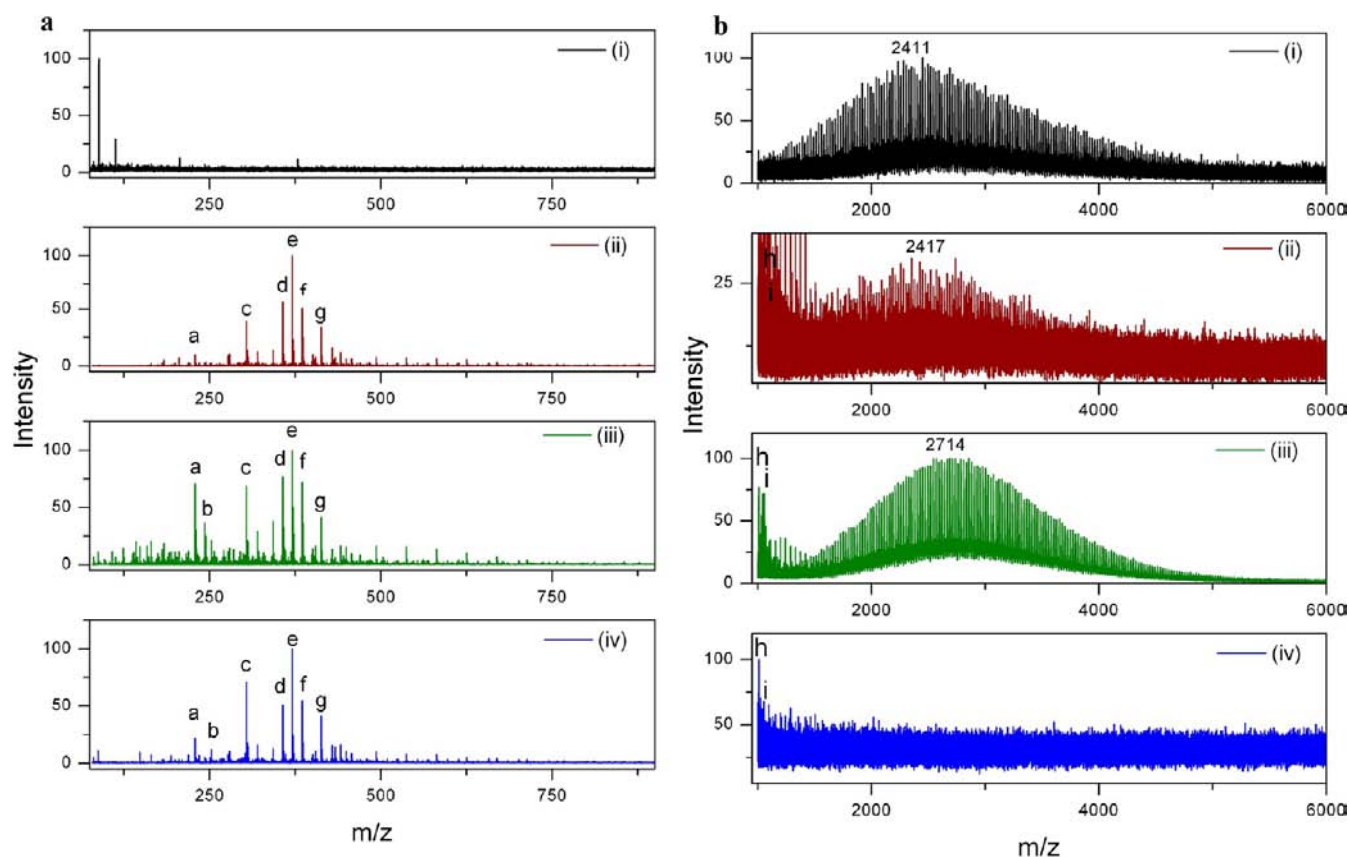 a
(i)
100
50
0
250 500 750
(ii)
100
50
0
a c d e f g
250 500 750
(iii)
100
50
0
a b c d e f g
250 500 750
(iv)
100
50
0
a b c d e f g
250 500 750
Intensity
m/z
b
(i)
2411
100
50
0
2000 4000 6000
(ii)
2417
25
h
i
2000 4000 6000
(iii)
2714
100
50
0
h
i
2000 4000 6000
(iv)
100
50
h
i
2000 4000 6000
Intensity
m/z